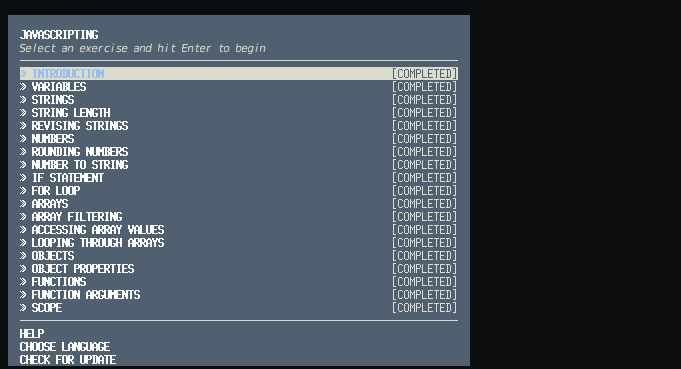 JAVASCRIPTING
Select an exercise and hit Enter to begin
» INTRODUCTION [COMPLETED]
» VARIABLES [COMPLETED]
» STRINGS [COMPLETED]
» STRING LENGTH [COMPLETED]
» REVISING STRINGS [COMPLETED]
» NUMBERS [COMPLETED]
» ROUNDING NUMBERS [COMPLETED]
» NUMBER TO STRING [COMPLETED]
» IF STATEMENT [COMPLETED]
» FOR LOOP [COMPLETED]
» ARRAYS [COMPLETED]
» ARRAY FILTERING [COMPLETED]
» ACCESSING ARRAY VALUES [COMPLETED]
» LOOPING THROUGH ARRAYS [COMPLETED]
» OBJECTS [COMPLETED]
» OBJECT PROPERTIES [COMPLETED]
» FUNCTIONS [COMPLETED]
» FUNCTION ARGUMENTS [COMPLETED]
» SCOPE [COMPLETED]
HELP
CHOOSE LANGUAGE
CHECK FOR UPDATE